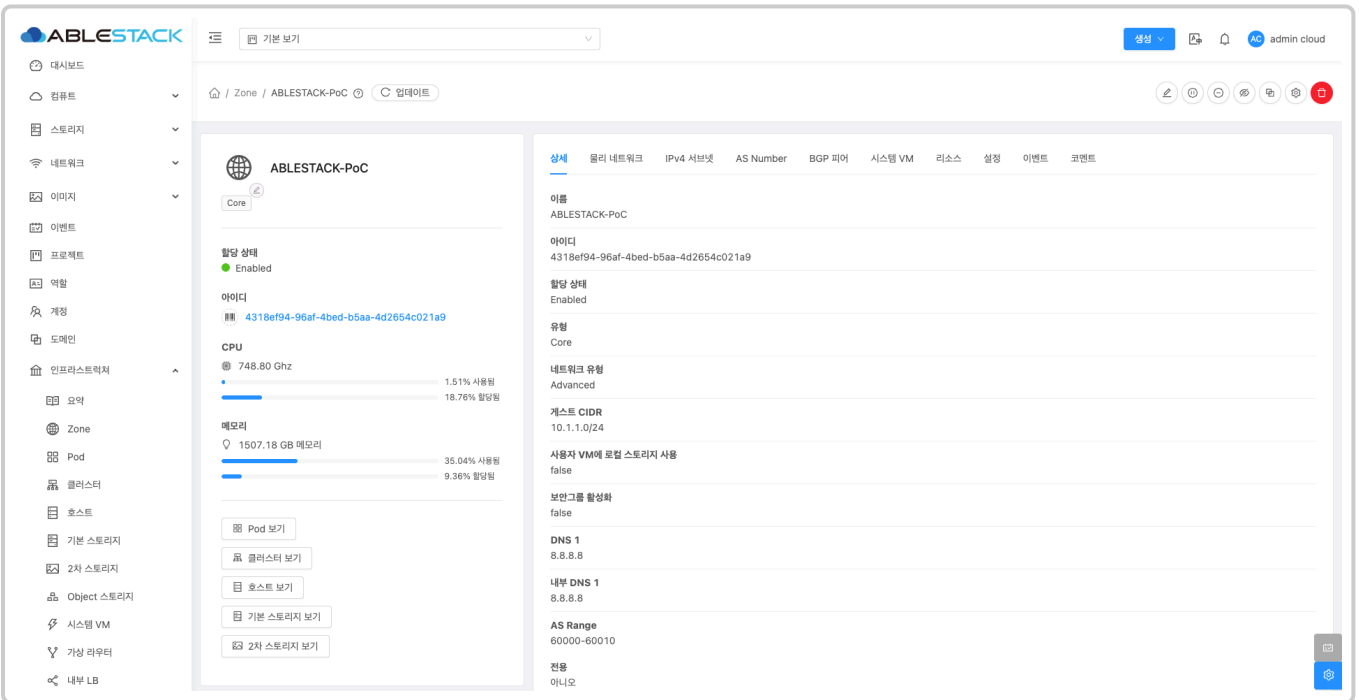 ABLESTACK
기본 보기
생성
AC
admin cloud
대시보드
컴퓨트
스토리지
네트워크
이미지
이벤트
프로젝트
역할
계정
도메인
인프라스트럭쳐
요약
Zone
Pod
클러스터
호스트
기본 스토리지
2차 스토리지
Object 스토리지
시스템 VM
가상 라우터
내부 LB
/ Zone / ABLESTACK-PoC
업데이트
ABLESTACK-PoC
Core
할당 상태
Enabled
아이디
4318ef94-96af-4bed-b5aa-4d2654c021a9
CPU
748.80 Ghz
1.51% 사용됨
18.76% 할당됨
메모리
1507.18 GB 메모리
35.04% 사용됨
9.36% 할당됨
Pod 보기
클러스터 보기
호스트 보기
기본 스토리지 보기
2차 스토리지 보기
상세 물리 네트워크 IPv4 서브넷 AS Number BGP 피어 시스템 VM 리소스 설정 이벤트 코멘트
이름
ABLESTACK-PoC
아이디
4318ef94-96af-4bed-b5aa-4d2654c021a9
할당 상태
Enabled
유형
Core
네트워크 유형
Advanced
게스트 CIDR
10.1.1.0/24
사용자 VM에 로컬 스토리지 사용
false
보안그룹 활성화
false
DNS 1
8.8.8.8
내부 DNS 1
8.8.8.8
AS Range
60000-60010
전용
아니오